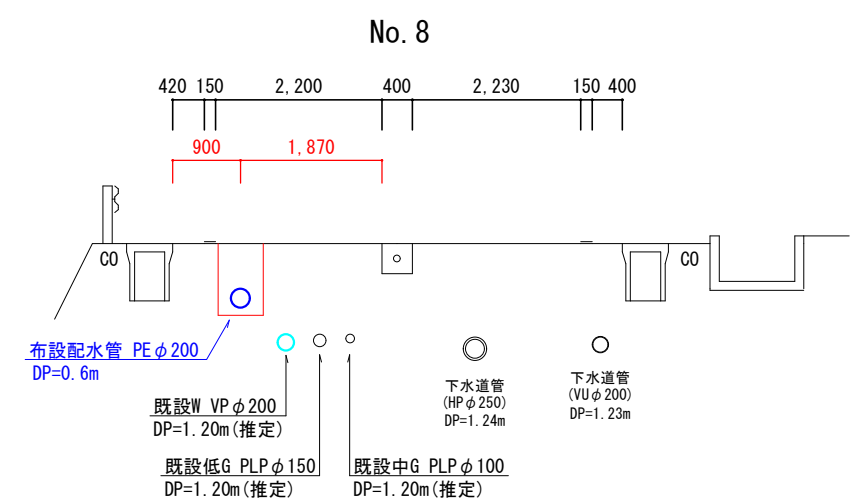 No. 8
420 150 2,200 400 2,230 150 400
900 1,870
CO CO
布設配水管 PEφ200
DP=0.6m
既設W VPφ200
DP=1.20m(推定)
既設低G PLPφ150
DP=1.20m(推定)
既設中G PLPφ100
DP=1.20m(推定)
下水道管
(HPφ250)
DP=1.24m
下水道管
(VUφ200)
DP=1.23m